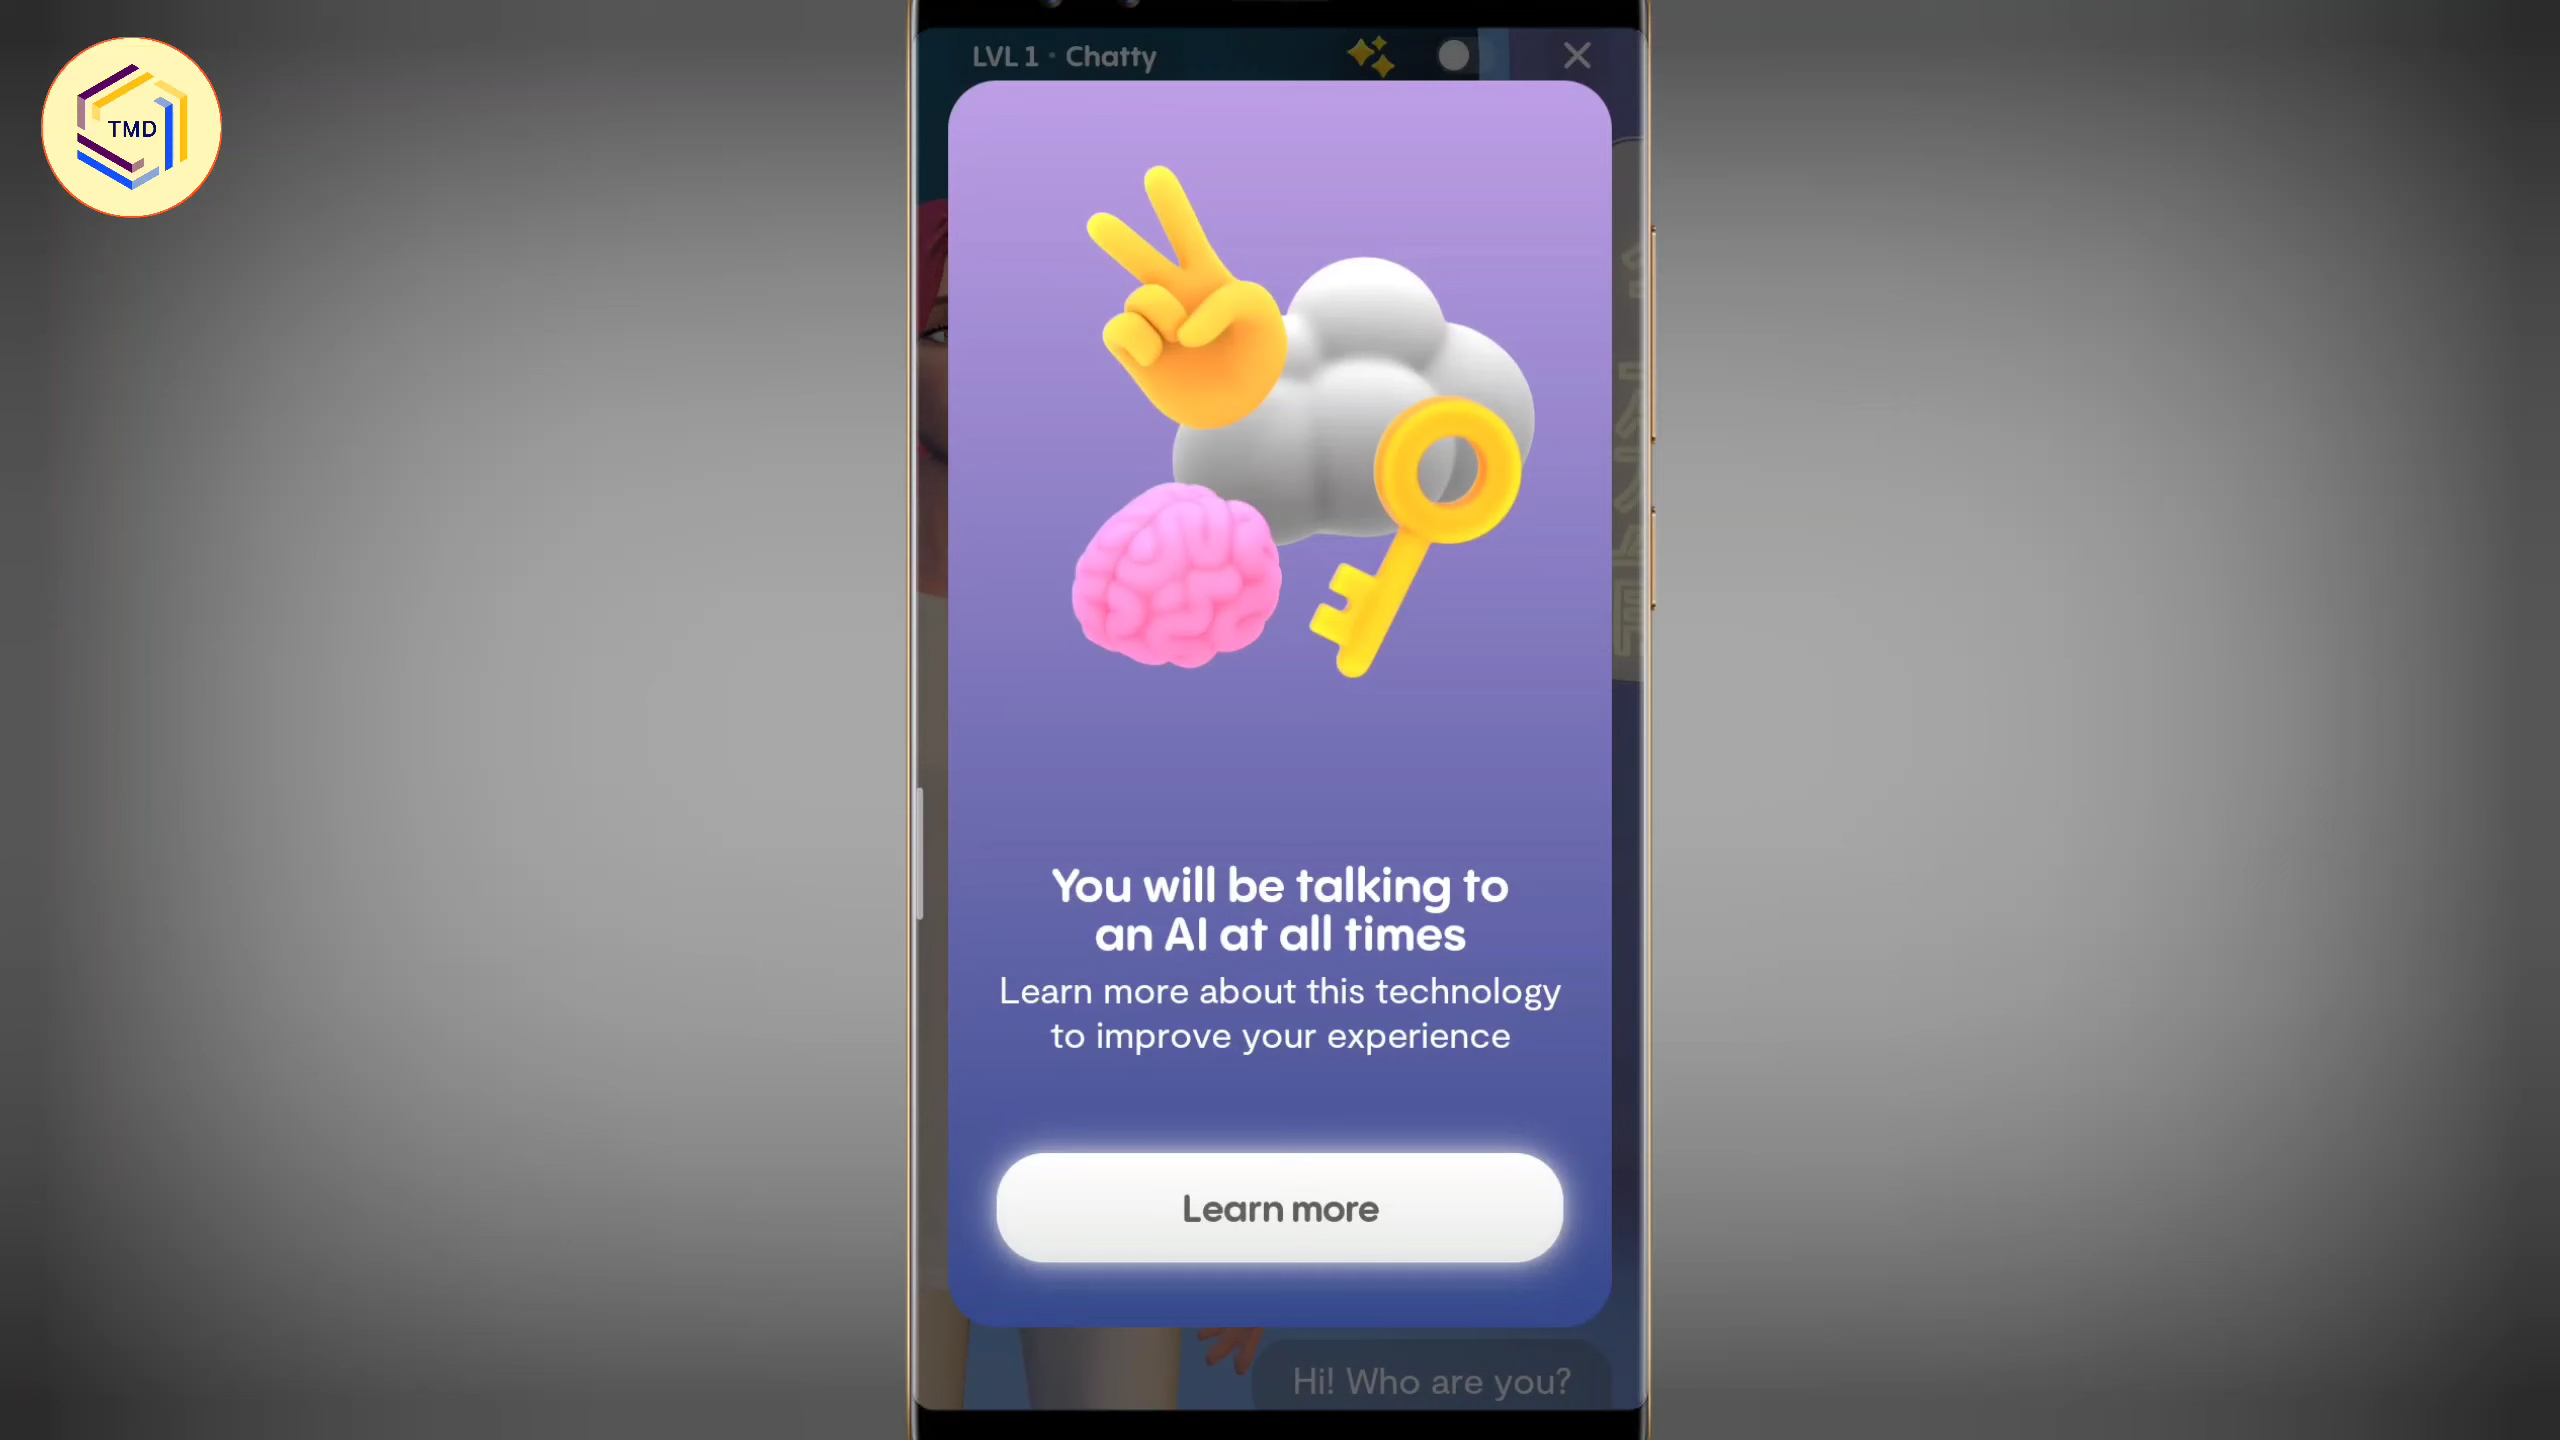 TMD
LVL 1 · Chatty
You will be talking to
an AI at all times
Learn more about this technology
to improve your experience
Learn more
Hi! Who are you?